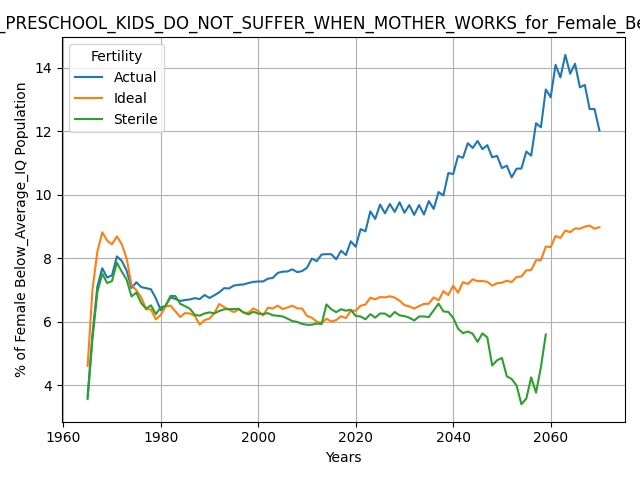 _PRESCHOOL_KIDS_DO_NOT_SUFFER_WHEN_MOTHER_WORKS_for_Female_Be
Fertility
Actual
Ideal
Sterile
% of Female Below_Average_IQ Population
14
12
10
8
6
4
1960
1980
2000
2020
2040
2060
Years